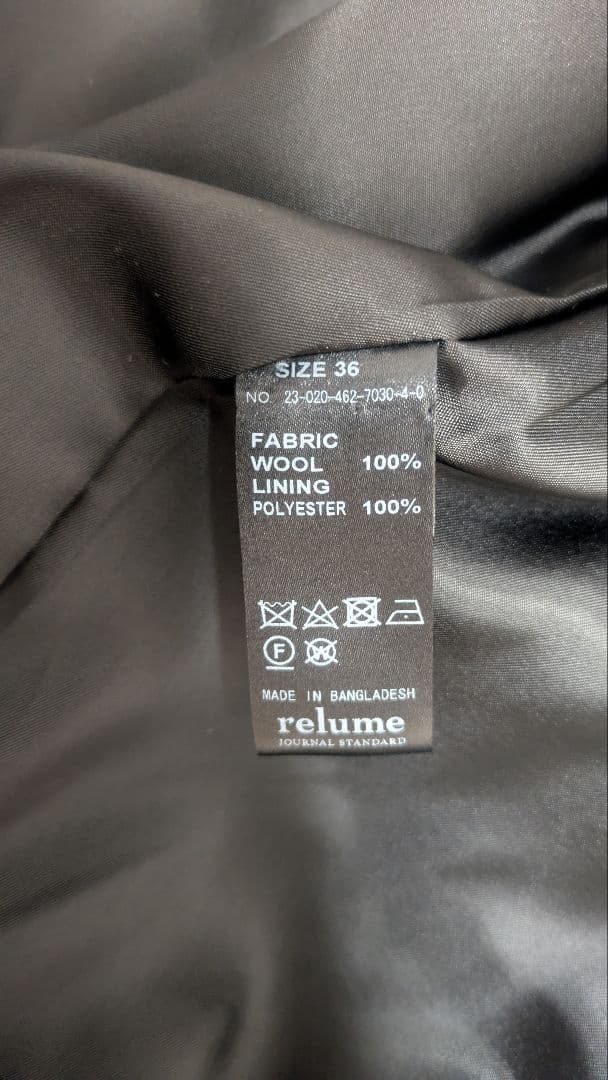 SIZE 36
NO. 23-020-462-7030-4-0
FABRIC
WOOL 100%
LINING
POLYESTER 100%
F W
MADE IN BANGLADESH
relume
JOURNAL STANDARD